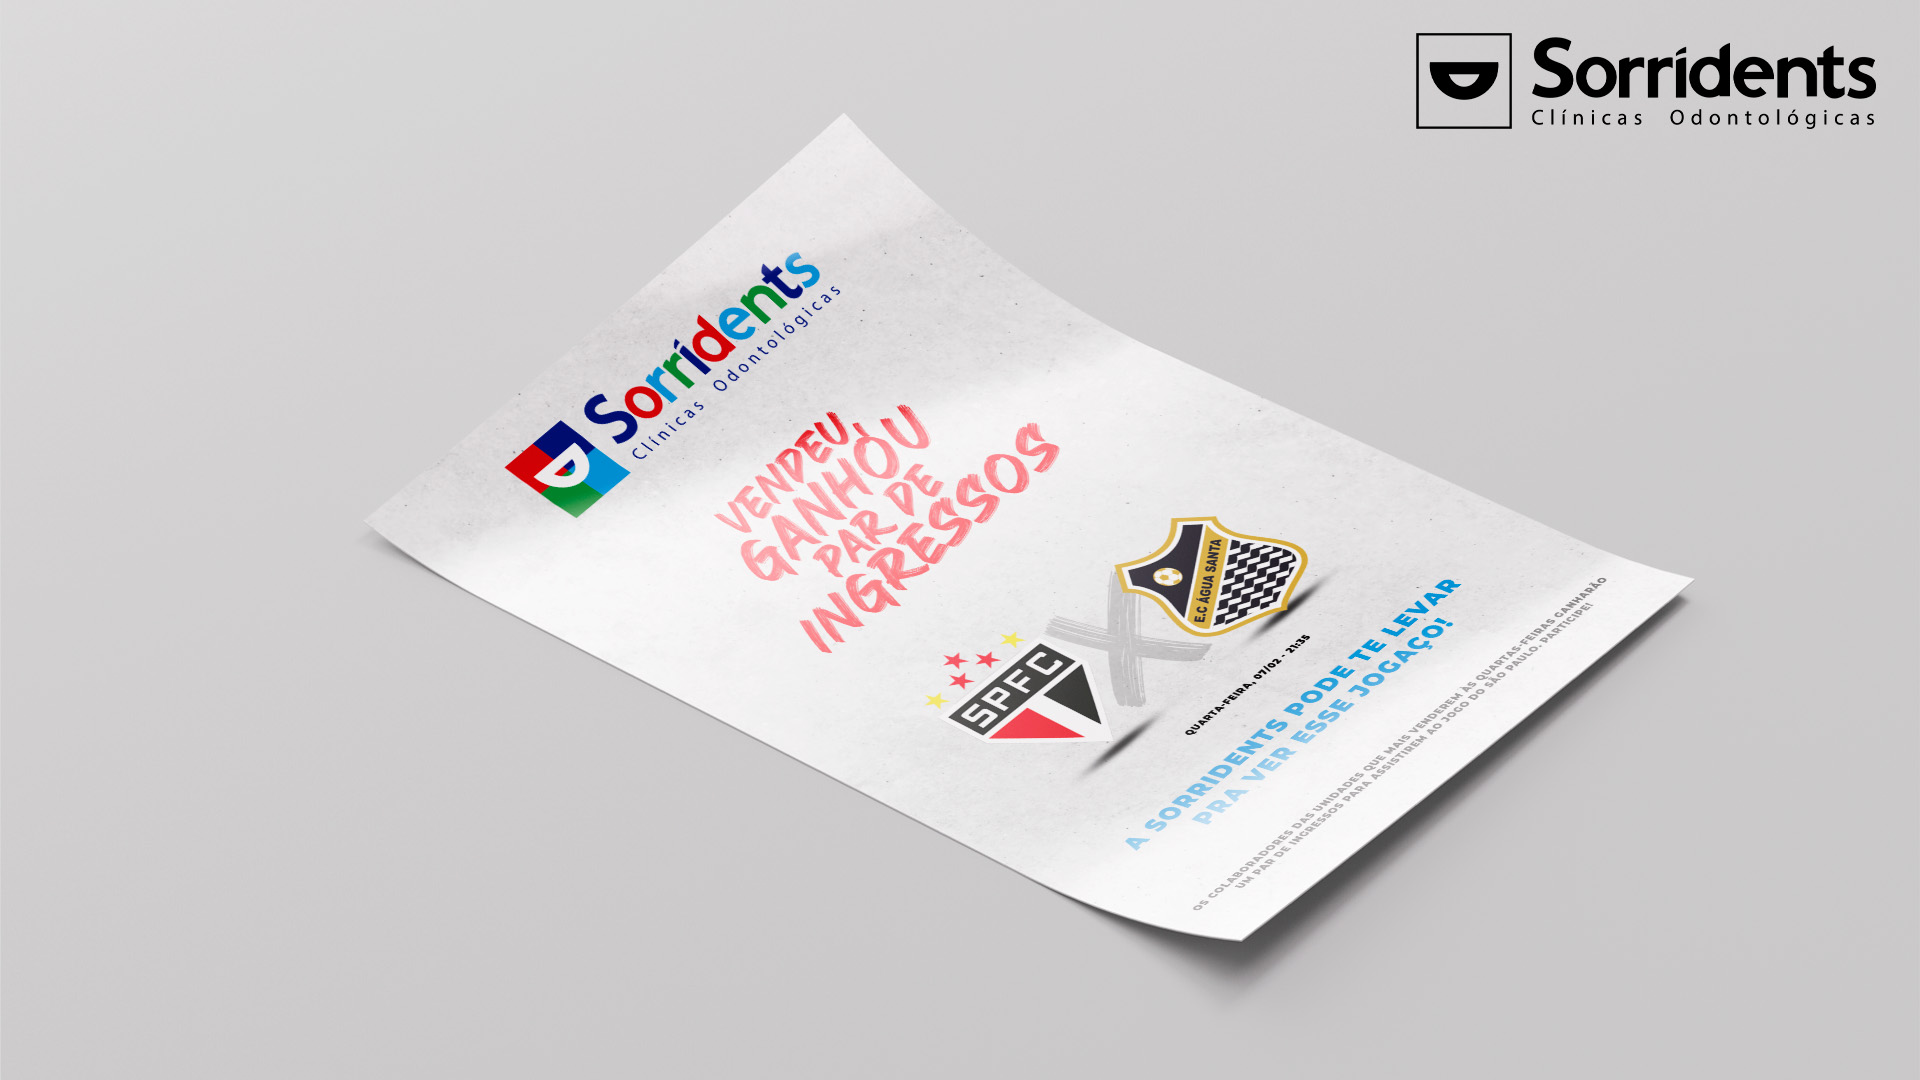 Sorridents
Clínicas Odontológicas
Sorridents
Clínicas Odontológicas
VENDEU,
GANHOU
PAR DE
INGRESSOS
E.C ÁGUA SANTA
SPFC
QUARTA-FEIRA, 07/02 - 21:35
A SORRIDENTS PODE TE LEVAR
PRA VER ESSE JOGAÇO!
OS COLABORADORES DAS UNIDADES QUE MAIS VENDEREM ÀS QUARTAS-FEIRAS GANHARÃO
UM PAR DE INGRESSOS PARA ASSISTIREM AO JOGO DO SÃO PAULO. PARTICIPE!